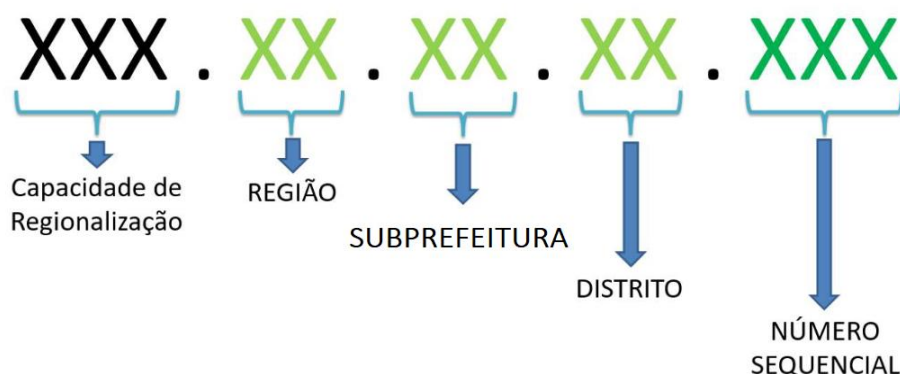 XXX . XX . XX . XX . XXX
Capacidade de
Regionalização
REGIÃO
SUBPREFEITURA
DISTRITO
NÚMERO
SEQUENCIAL